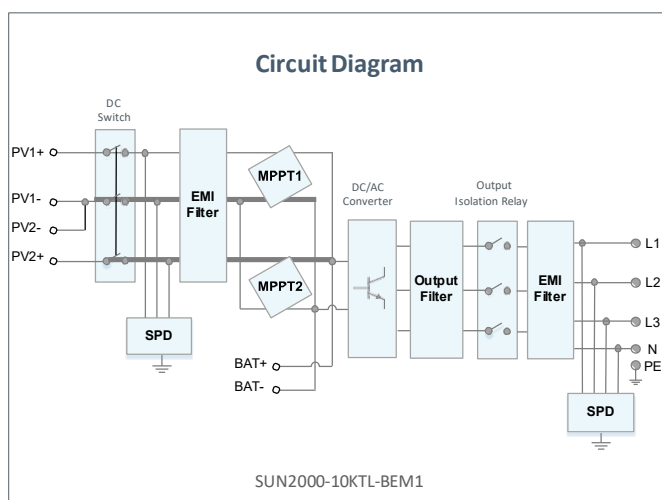 Circuit Diagram
DC
Switch
PV1+
PV1-
PV2-
PV2+
EMI
Filter
SPD
MPPT1
MPPT2
BAT+
BAT-
DC/AC
Converter
Output
Filter
Output
Isolation Relay
EMI
Filter
L1
L2
L3
N
PE
SPD
SUN2000-10KTL-BEM1